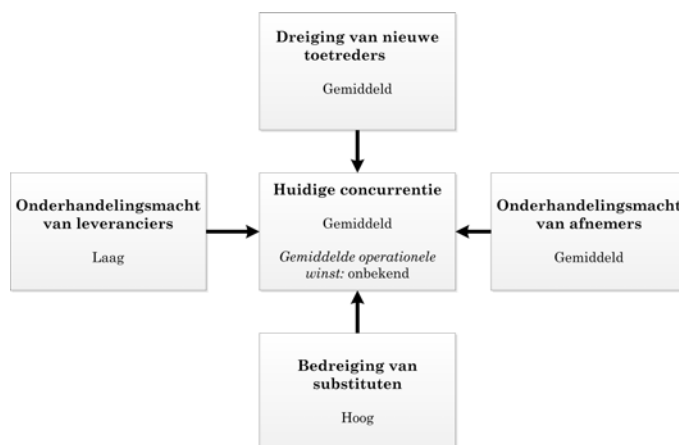 Dreiging van nieuwe
toetreders
Gemiddeld
Onderhandelingsmacht
van leveranciers
Laag
Huidige concurrentie
Gemiddeld
Gemiddelde operationele
winst: onbekend
Onderhandelingsmacht
van afnemers
Gemiddeld
Bedreiging van
substituten
Hoog